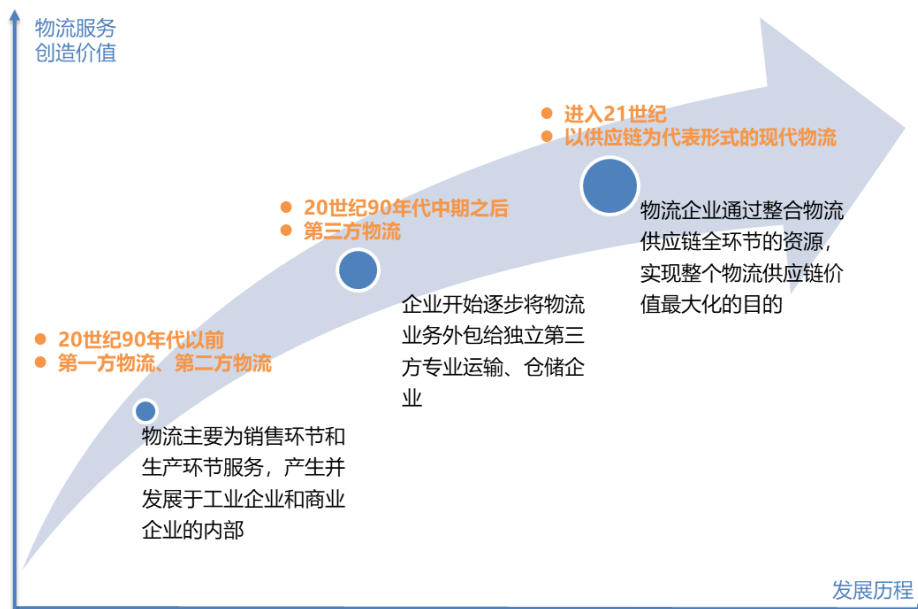 物流服务
创造价值
进入21世纪
以供应链为代表形式的现代物流
20世纪90年代中期之后
第三方物流
物流企业通过整合物流
供应链全环节的资源，
实现整个物流供应链价
值最大化的目的
企业开始逐步将物流
业务外包给独立第三
方专业运输、仓储企
业
20世纪90年代以前
第一方物流、第二方物流
物流主要为销售环节和
生产环节服务，产生并
发展于工业企业和商业
企业的内部
发展历程